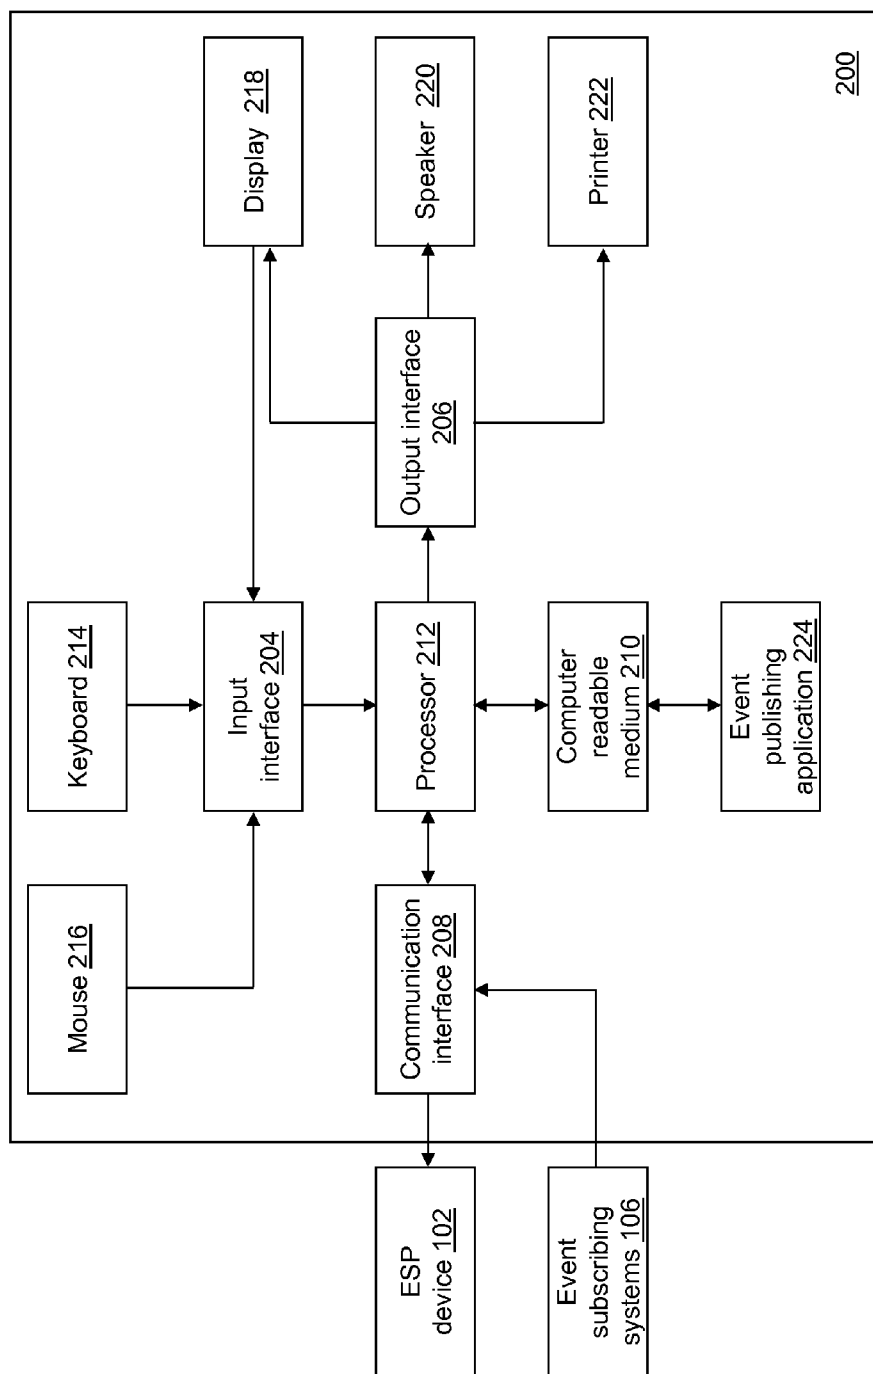 Mouse 216
Keyboard 214
Display 218
Input
interface 204
ESP
device 102
Communication
interface 208
Processor 212
Output interface
206
Speaker 220
Event
subscribing
systems 106
Computer
readable
medium 210
Printer 222
Event
publishing
application 224
200